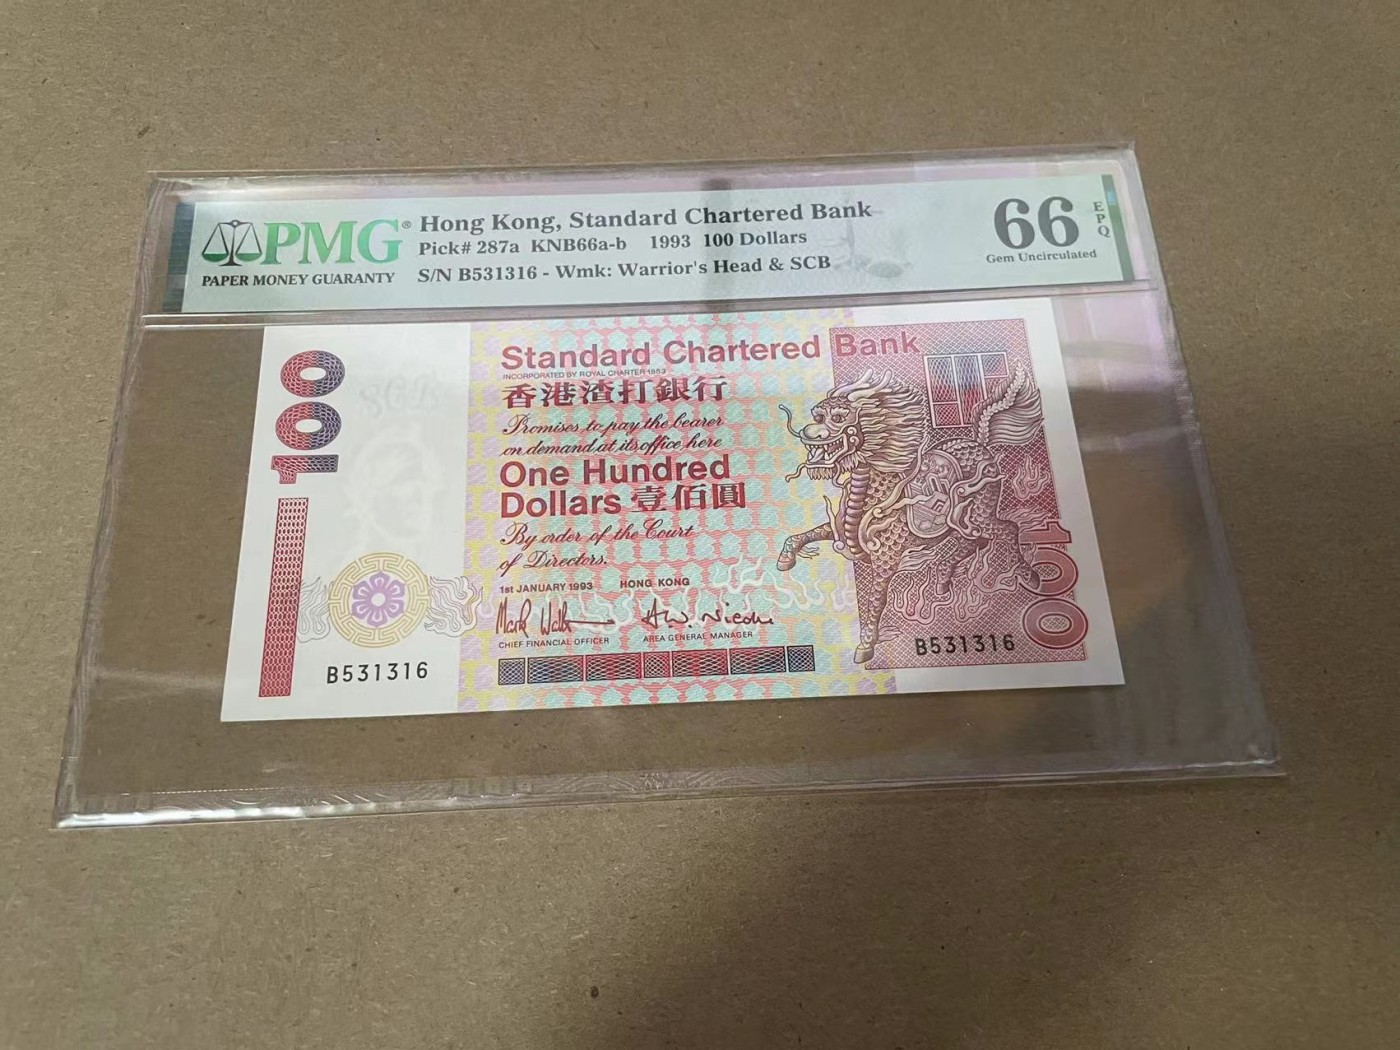 PMG®
PAPER MONEY GUARANTY
Hong Kong, Standard Chartered Bank
Pick# 287a KNB66a-b 1993 100 Dollars
S/N B531316 - Wmk: Warrior's Head & SCB
66
EPQ
Gem Uncirculated
100
Standard Chartered Bank
INCORPORATED BY ROYAL CHARTER 1853
香港渣打銀行
Promises to pay the bearer
on demand at its office here
One Hundred
Dollars 壹佰圓
By order of the Court
of Directors.
1st JANUARY 1993 HONG KONG
CHIEF FINANCIAL OFFICER AREA GENERAL MANAGER
B531316
B531316
100
SCB